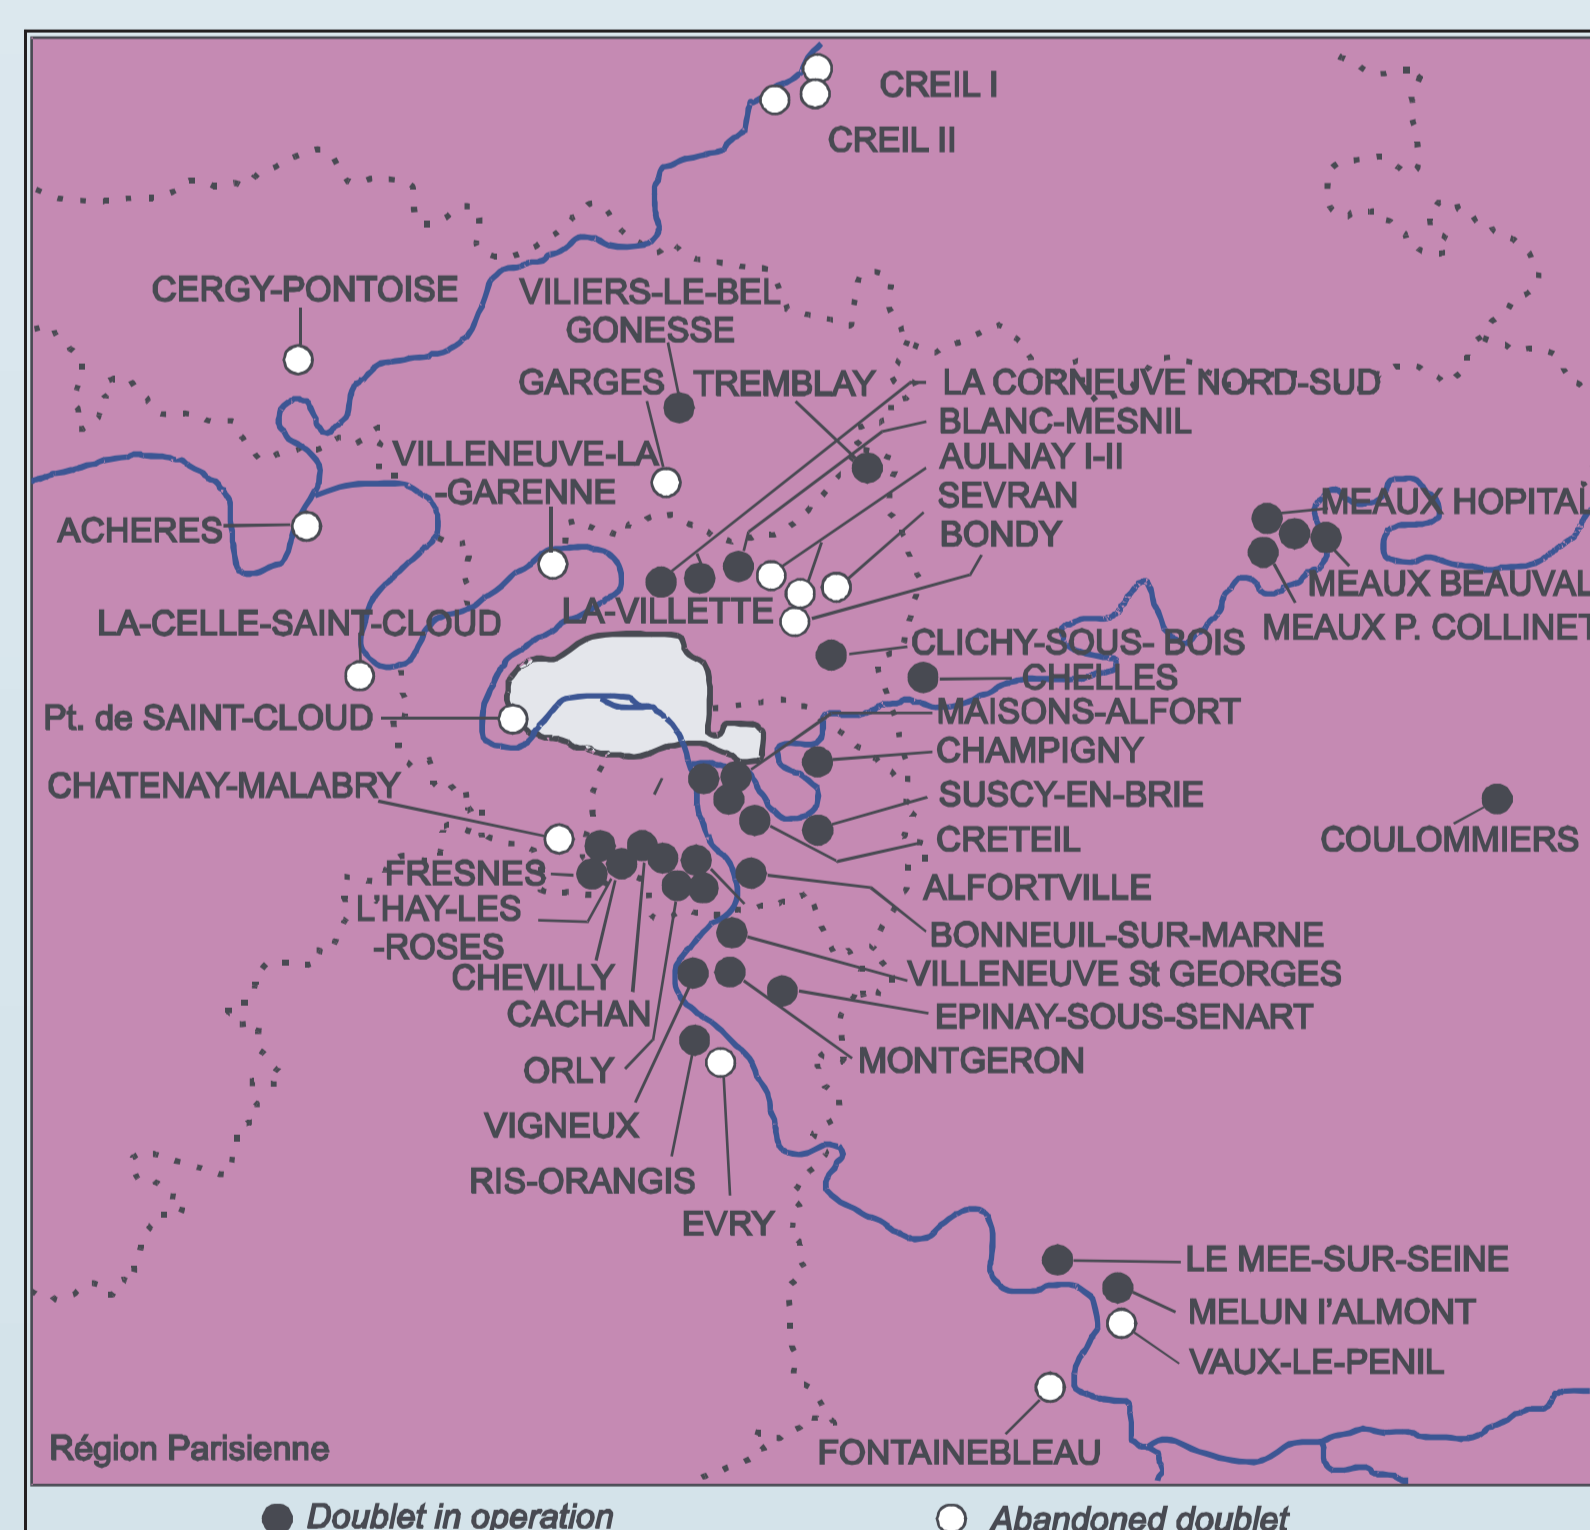 CREIL I
CREIL II
CERGY-PONTOISE
VILIERS-LE-BEL
GONESSE
GARGES
TREMBLAY
LA CORNEUVE NORD-SUD
BLANC-MESNIL
VILLENEUVE-LA
-GARENNE
AULNAY I-II
SEVRAN
BONDY
ACHERES
MEAUX HOPITAL
MEAUX BEAUVAL
MEAUX P. COLLINET
LA-CELLE-SAINT-CLOUD
LA-VILLETTE
CLICHY-SOUS- BOIS
CHELLES
Pt. de SAINT-CLOUD
MAISONS-ALFORT
CHAMPIGNY
CHATENAY-MALABRY
SUSCY-EN-BRIE
CRETEIL
COULOMMIERS
FRESNES
ALFORTVILLE
L'HAY-LES
-ROSES
BONNEUIL-SUR-MARNE
CHEVILLY
VILLENEUVE St GEORGES
CACHAN
EPINAY-SOUS-SENART
ORLY
MONTGERON
VIGNEUX
RIS-ORANGIS
EVRY
LE MEE-SUR-SEINE
MELUN l'ALMONT
VAUX-LE-PENIL
FONTAINEBLEAU
Région Parisienne
Doublet in operation
Abandoned doublet